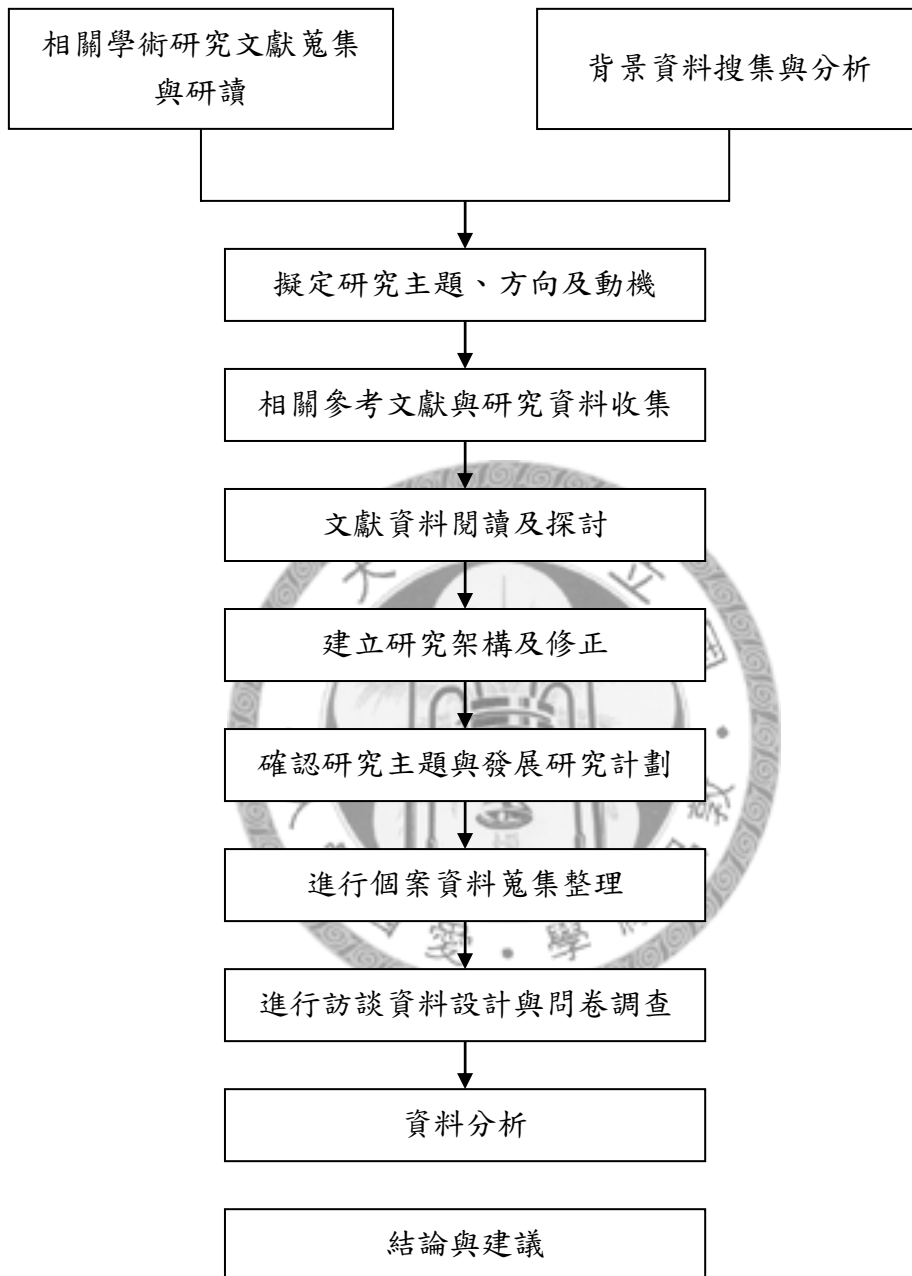 相關學術研究文獻蒐集
與研讀
背景資料搜集與分析
擬定研究主題、方向及動機
相關參考文獻與研究資料收集
文獻資料閱讀及探討
建立研究架構及修正
確認研究主題與發展研究計劃
進行個案資料蒐集整理
進行訪談資料設計與問卷調查
資料分析
結論與建議
大
立
國
愛・學